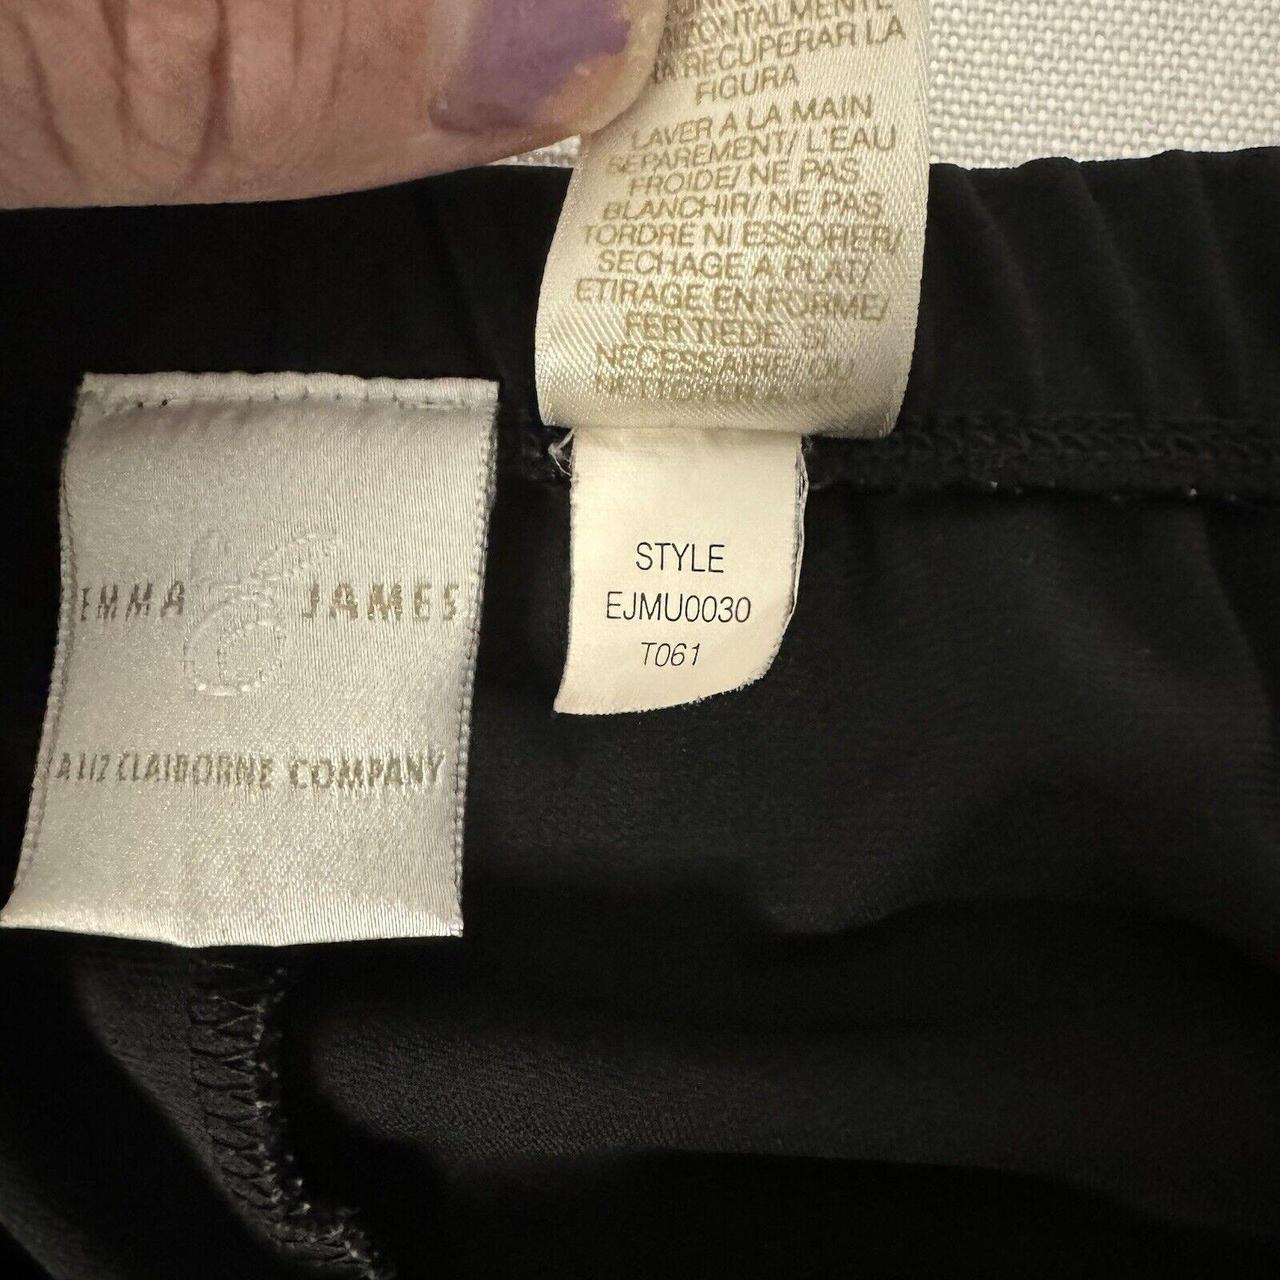 RECUPERAR LA
FIGURA
LAVER A LA MAIN
SEPAREMENT/ L'EAU
FROIDE/ NE PAS
BLANCHIR/ NE PAS
TORDRE NI ESSORER/
SECHAGE A PLAT/
ETIRAGE EN FORME/
FER TIEDE SI
NECESSAIRE OU
NETTOYER A
EMMA JAMES
A LIZ CLAIBORNE COMPANY
STYLE
EJMU0030
T061